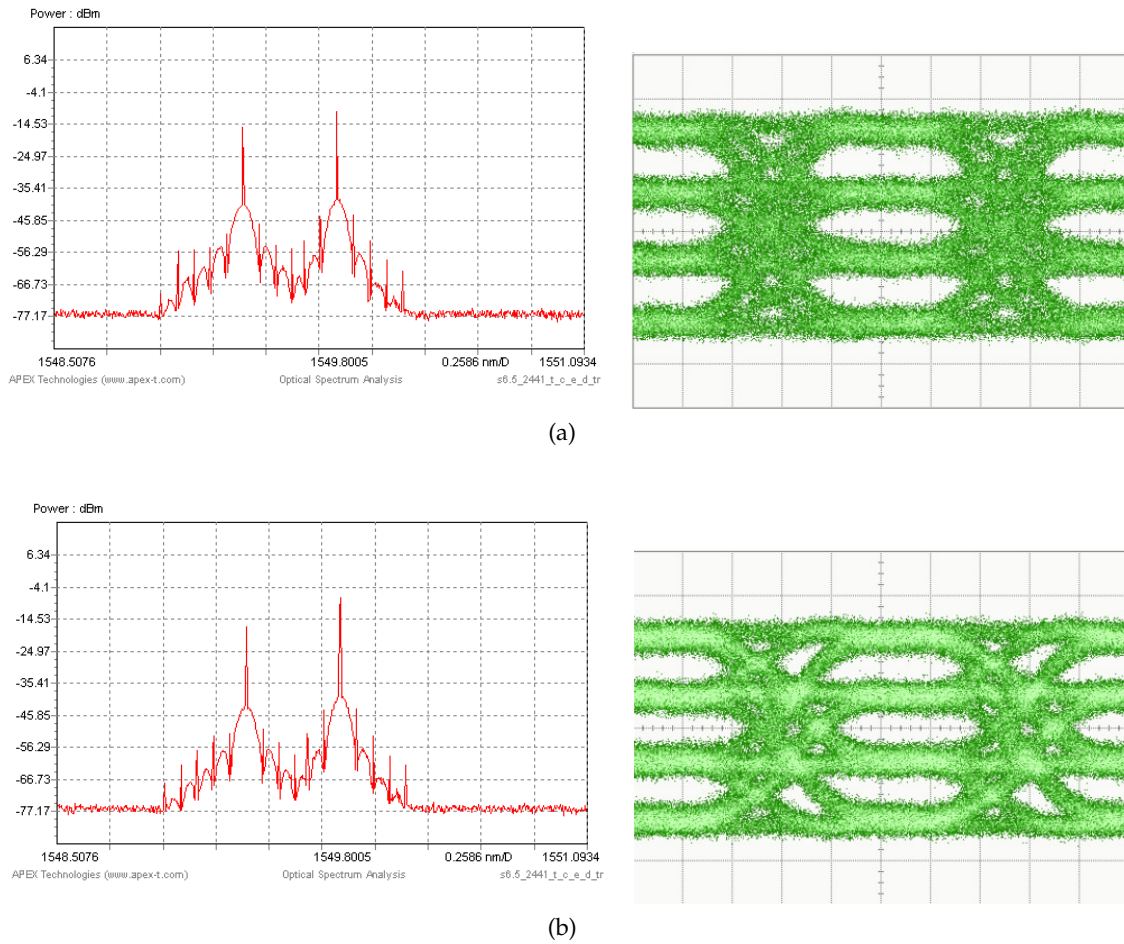 Power : dBm
6.34
-4.1
-14.53
-24.97
-35.41
-45.85
-56.29
-66.73
-77.17
1548.5076 1549.8005 0.2586 nm/D 1551.0934
APEX Technologies (www.apex-t.com) Optical Spectrum Analysis s6.5_2441_t_c_e_d_tr
(a)
Power : dBm
6.34
-4.1
-14.53
-24.97
-35.41
-45.85
-56.29
-66.73
-77.17
1548.5076 1549.8005 0.2586 nm/D 1551.0934
APEX Technologies (www.apex-t.com) Optical Spectrum Analysis s6.5_2441_t_c_e_d_tr
(b)